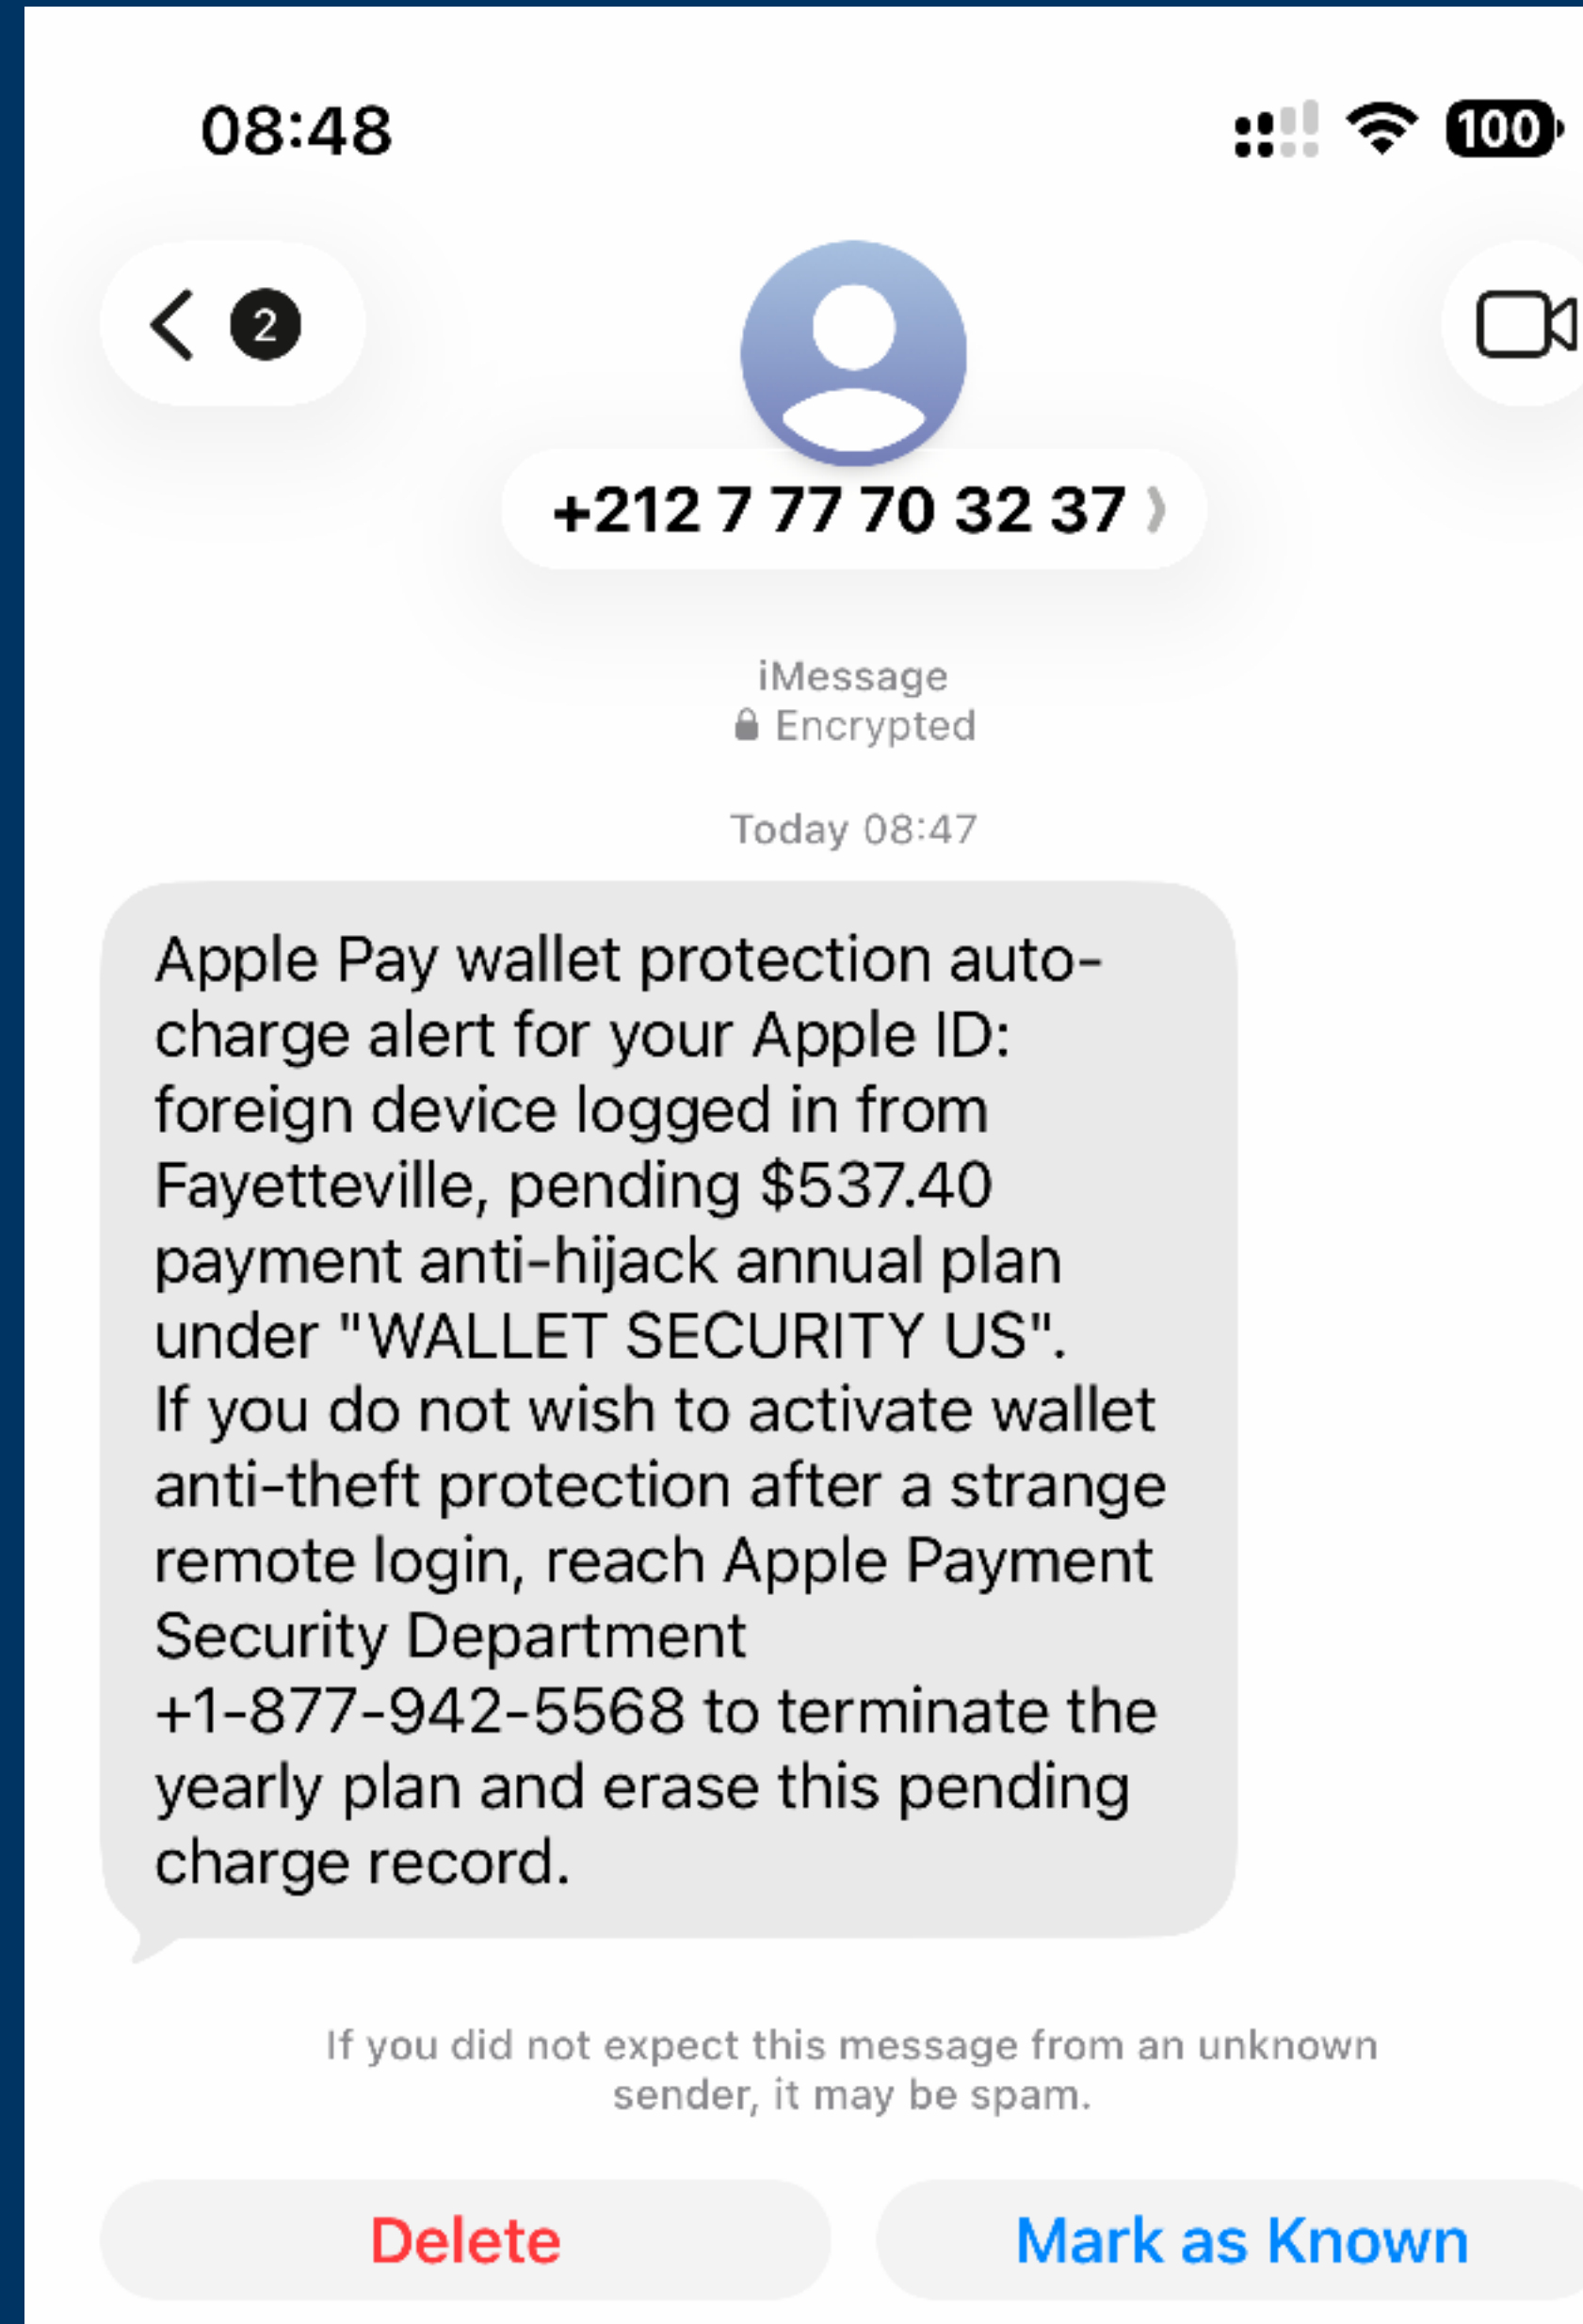 08:48
100
2
+212 7 77 70 32 37
iMessage
Encrypted
Today 08:47
Apple Pay wallet protection auto-
charge alert for your Apple ID:
foreign device logged in from
Fayetteville, pending $537.40
payment anti-hijack annual plan
under "WALLET SECURITY US".
If you do not wish to activate wallet
anti-theft protection after a strange
remote login, reach Apple Payment
Security Department
+1-877-942-5568 to terminate the
yearly plan and erase this pending
charge record.
If you did not expect this message from an unknown
sender, it may be spam.
Delete
Mark as Known